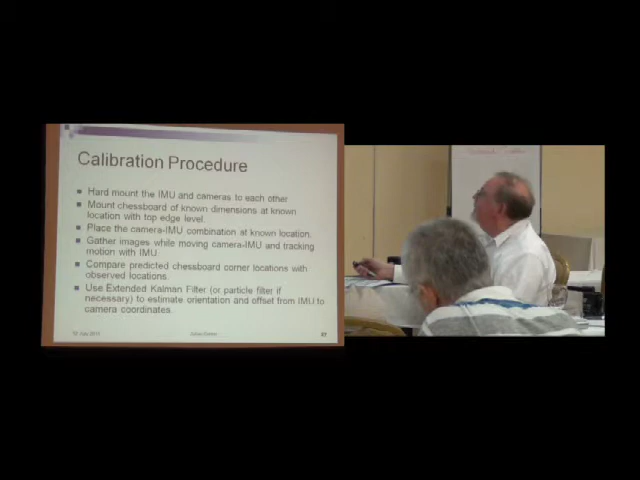 Calibration Procedure
Hard mount the IMU and cameras to each other
Mount chessboard of known dimensions at known
location with top edge level.
Place the camera-IMU combination at known location.
Gather images while moving camera-IMU and tracking
motion with IMU.
Compare predicted chessboard corner locations with
observed locations.
Use Extended Kalman Filter (or particle filter if
necessary) to estimate orientation and offset from IMU to
camera coordinates.